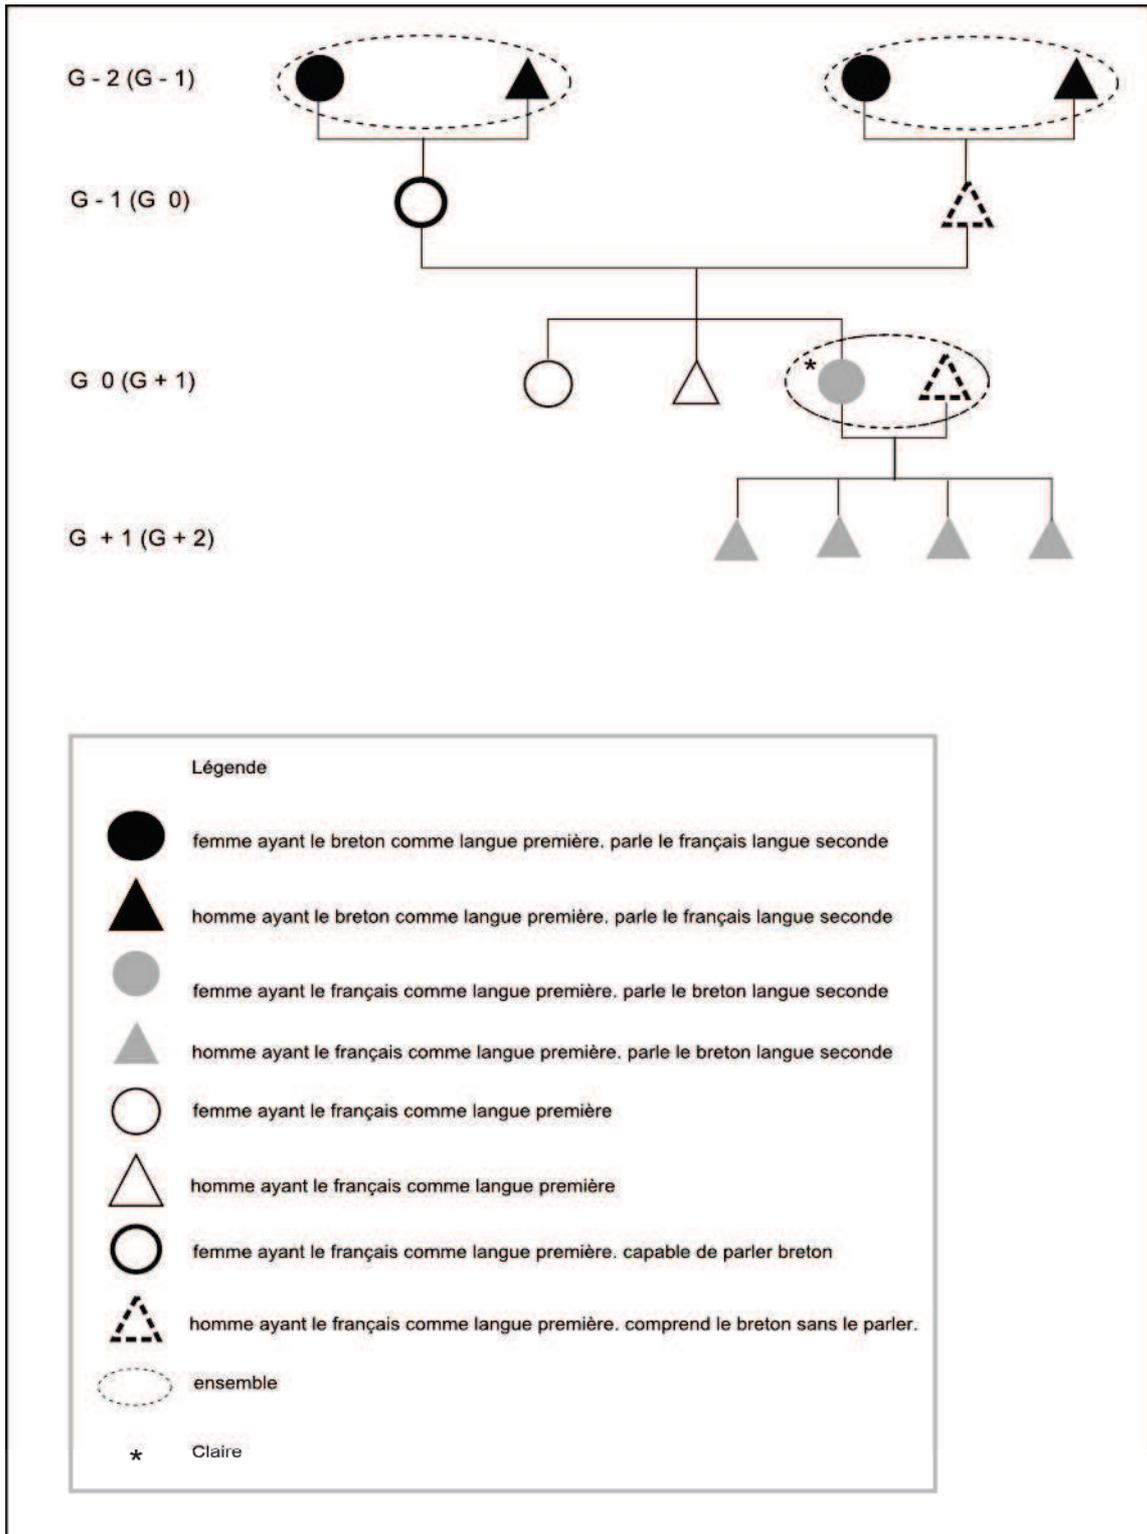 G - 2 (G - 1)
G - 1 (G 0)
*
G 0 (G + 1)
G + 1 (G + 2)
Légende
femme ayant le breton comme langue première. parle le français langue seconde
homme ayant le breton comme langue première. parle le français langue seconde
femme ayant le français comme langue première. parle le breton langue seconde
homme ayant le français comme langue première. parle le breton langue seconde
femme ayant le français comme langue première
homme ayant le français comme langue première
femme ayant le français comme langue première. capable de parler breton
homme ayant le français comme langue première. comprend le breton sans le parler.
ensemble
* Claire